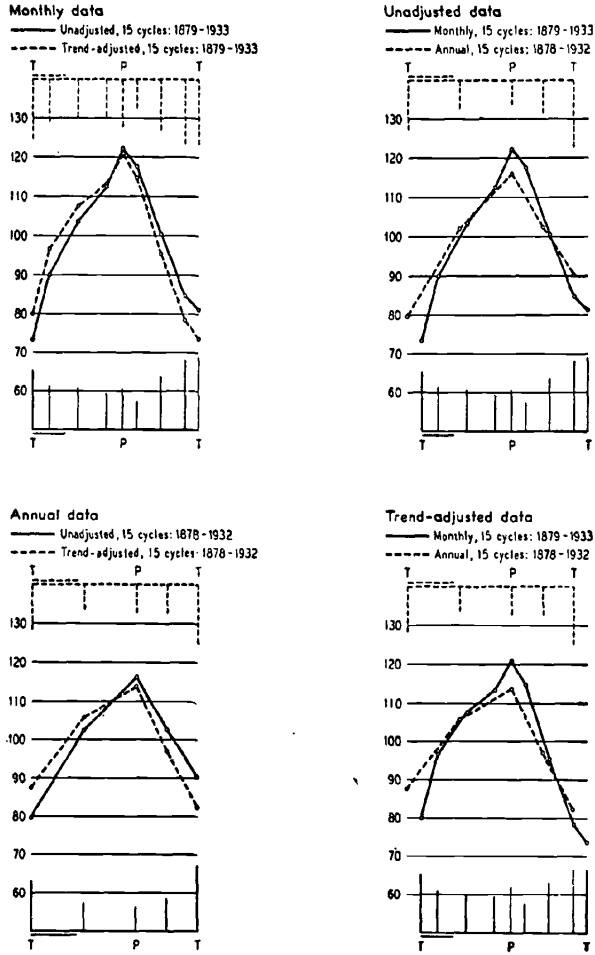 Monthly data
Unadjusted, 15 cycles: 1879-1933
Trend-adjusted, 15 cycles: 1879-1933
T P T
130
120
110
100
90
80
70
60
T P T
Unadjusted data
Monthly, 15 cycles: 1879-1933
Annual, 15 cycles: 1878-1932
T P T
130
120
110
100
90
80
70
60
T P T
Annual data
Unadjusted, 15 cycles: 1878-1932
Trend-adjusted, 15 cycles: 1878-1932
T P T
130
120
110
100
90
80
70
60
T P T
Trend-adjusted data
Monthly, 15 cycles: 1879-1933
Annual, 15 cycles: 1878-1932
T P T
130
120
110
100
90
80
70
60
T P T